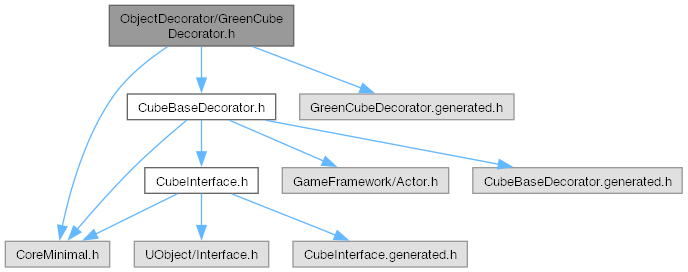 ObjectDecorator/GreenCube
Decorator.h
CubeBaseDecorator.h
GreenCubeDecorator.generated.h
CubeInterface.h
GameFramework/Actor.h
CubeBaseDecorator.generated.h
CoreMinimal.h
UObject/Interface.h
CubeInterface.generated.h